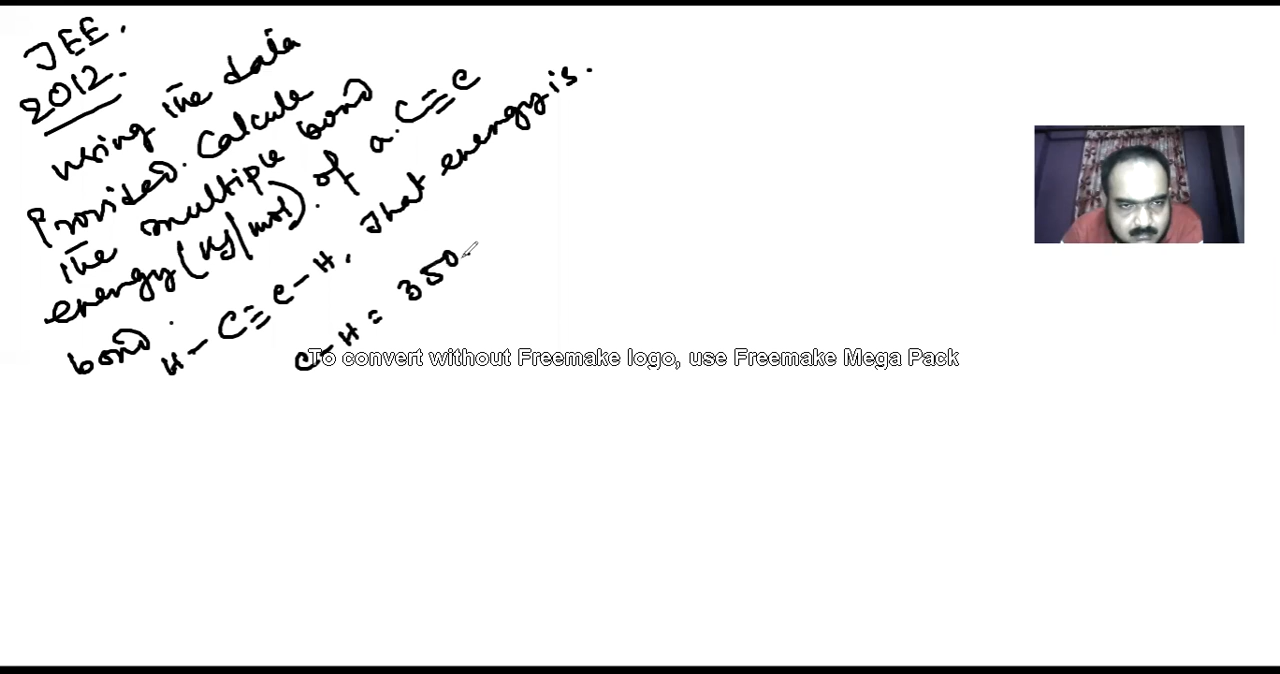 JEE.
2012.
using the data
Provided. Calcule
the multiple bond
energy (KJ/mol). of a. C≡C
bond. H-C≡C-H. That energy is.
C-H = 350
To convert without Freemake logo, use Freemake Mega Pack